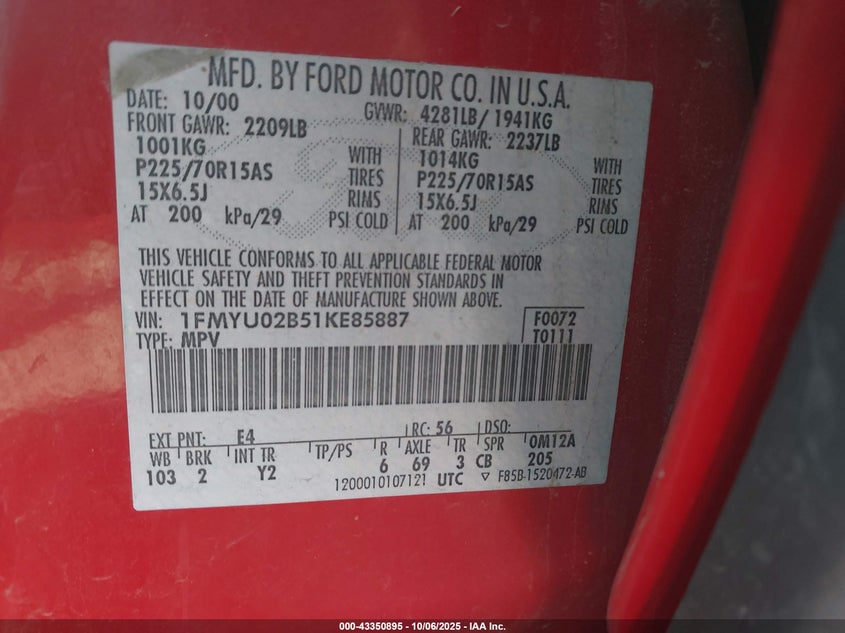 MFD. BY FORD MOTOR CO. IN U.S.A.
DATE: 10/00 GVWR: 4281LB/ 1941KG
FRONT GAWR: 2209LB REAR GAWR: 2237LB
1001KG WITH 1014KG WITH
P225/70R15AS TIRES P225/70R15AS TIRES
15X6.5J RIMS 15X6.5J RIMS
AT 200 kPa/29 PSI COLD AT 200 kPa/29 PSI COLD
THIS VEHICLE CONFORMS TO ALL APPLICABLE FEDERAL MOTOR
VEHICLE SAFETY AND THEFT PREVENTION STANDARDS IN
EFFECT ON THE DATE OF MANUFACTURE SHOWN ABOVE.
VIN: 1FMYU02B51KE85887 F0072
TYPE: MPV T0111
EXT PNT: E4 RC: 56 DSO:
WB BRK INT TR TP/PS R AXLE TR SPR 0M12A
103 2 Y2 6 69 3 CB 205
1200010107121 UTC ▽ F85B-1520472-AB
000-43350895 - 10/06/2025 - IAA Inc.